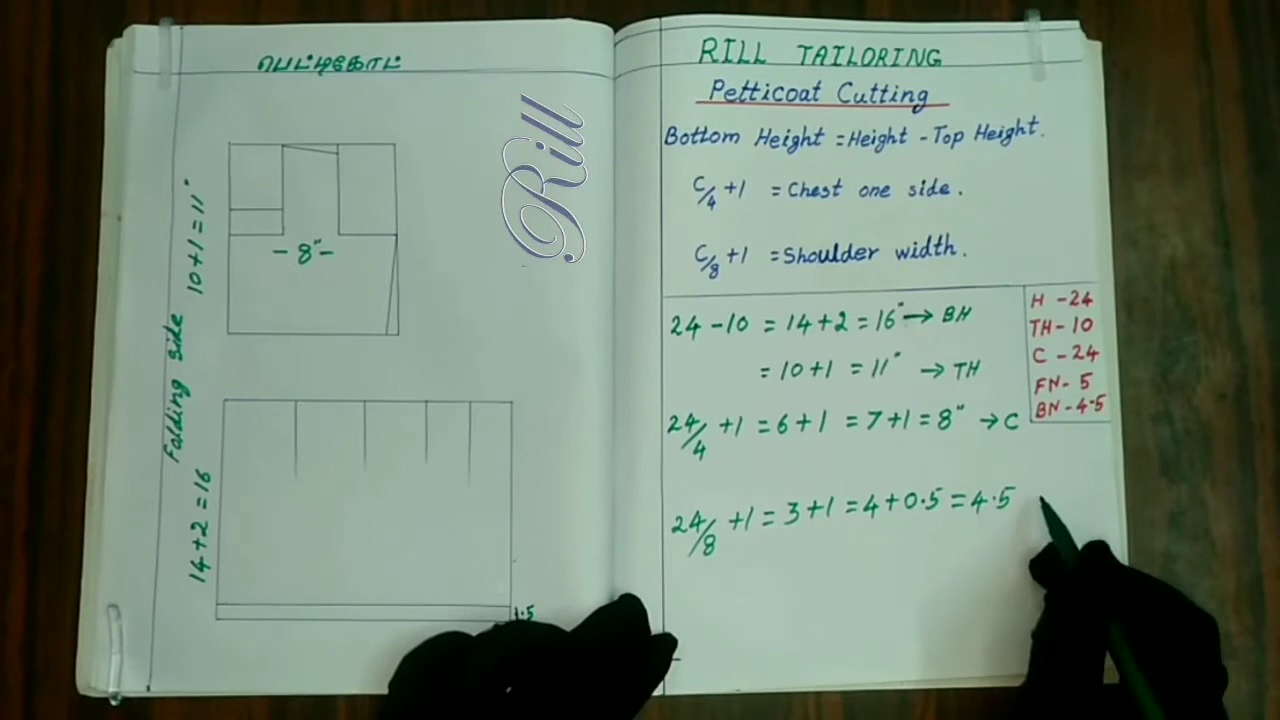 பெட்டிகோட்
Rill
Folding side 10+1=11"
- 8" -
14+2=16
1.5
RILL TAILORING
Petticoat Cutting
Bottom Height = Height - Top Height.
C/4 +1 = Chest one side.
C/8 +1 = Shoulder width.
24 -10 = 14+2 = 16" → BH
= 10+1 = 11" → TH
24/4 +1 = 6+1 = 7+1 = 8" → C
24/8 +1 = 3+1 = 4+0.5 = 4.5
H -24
TH- 10
C -24
FN- 5
BN-4.5